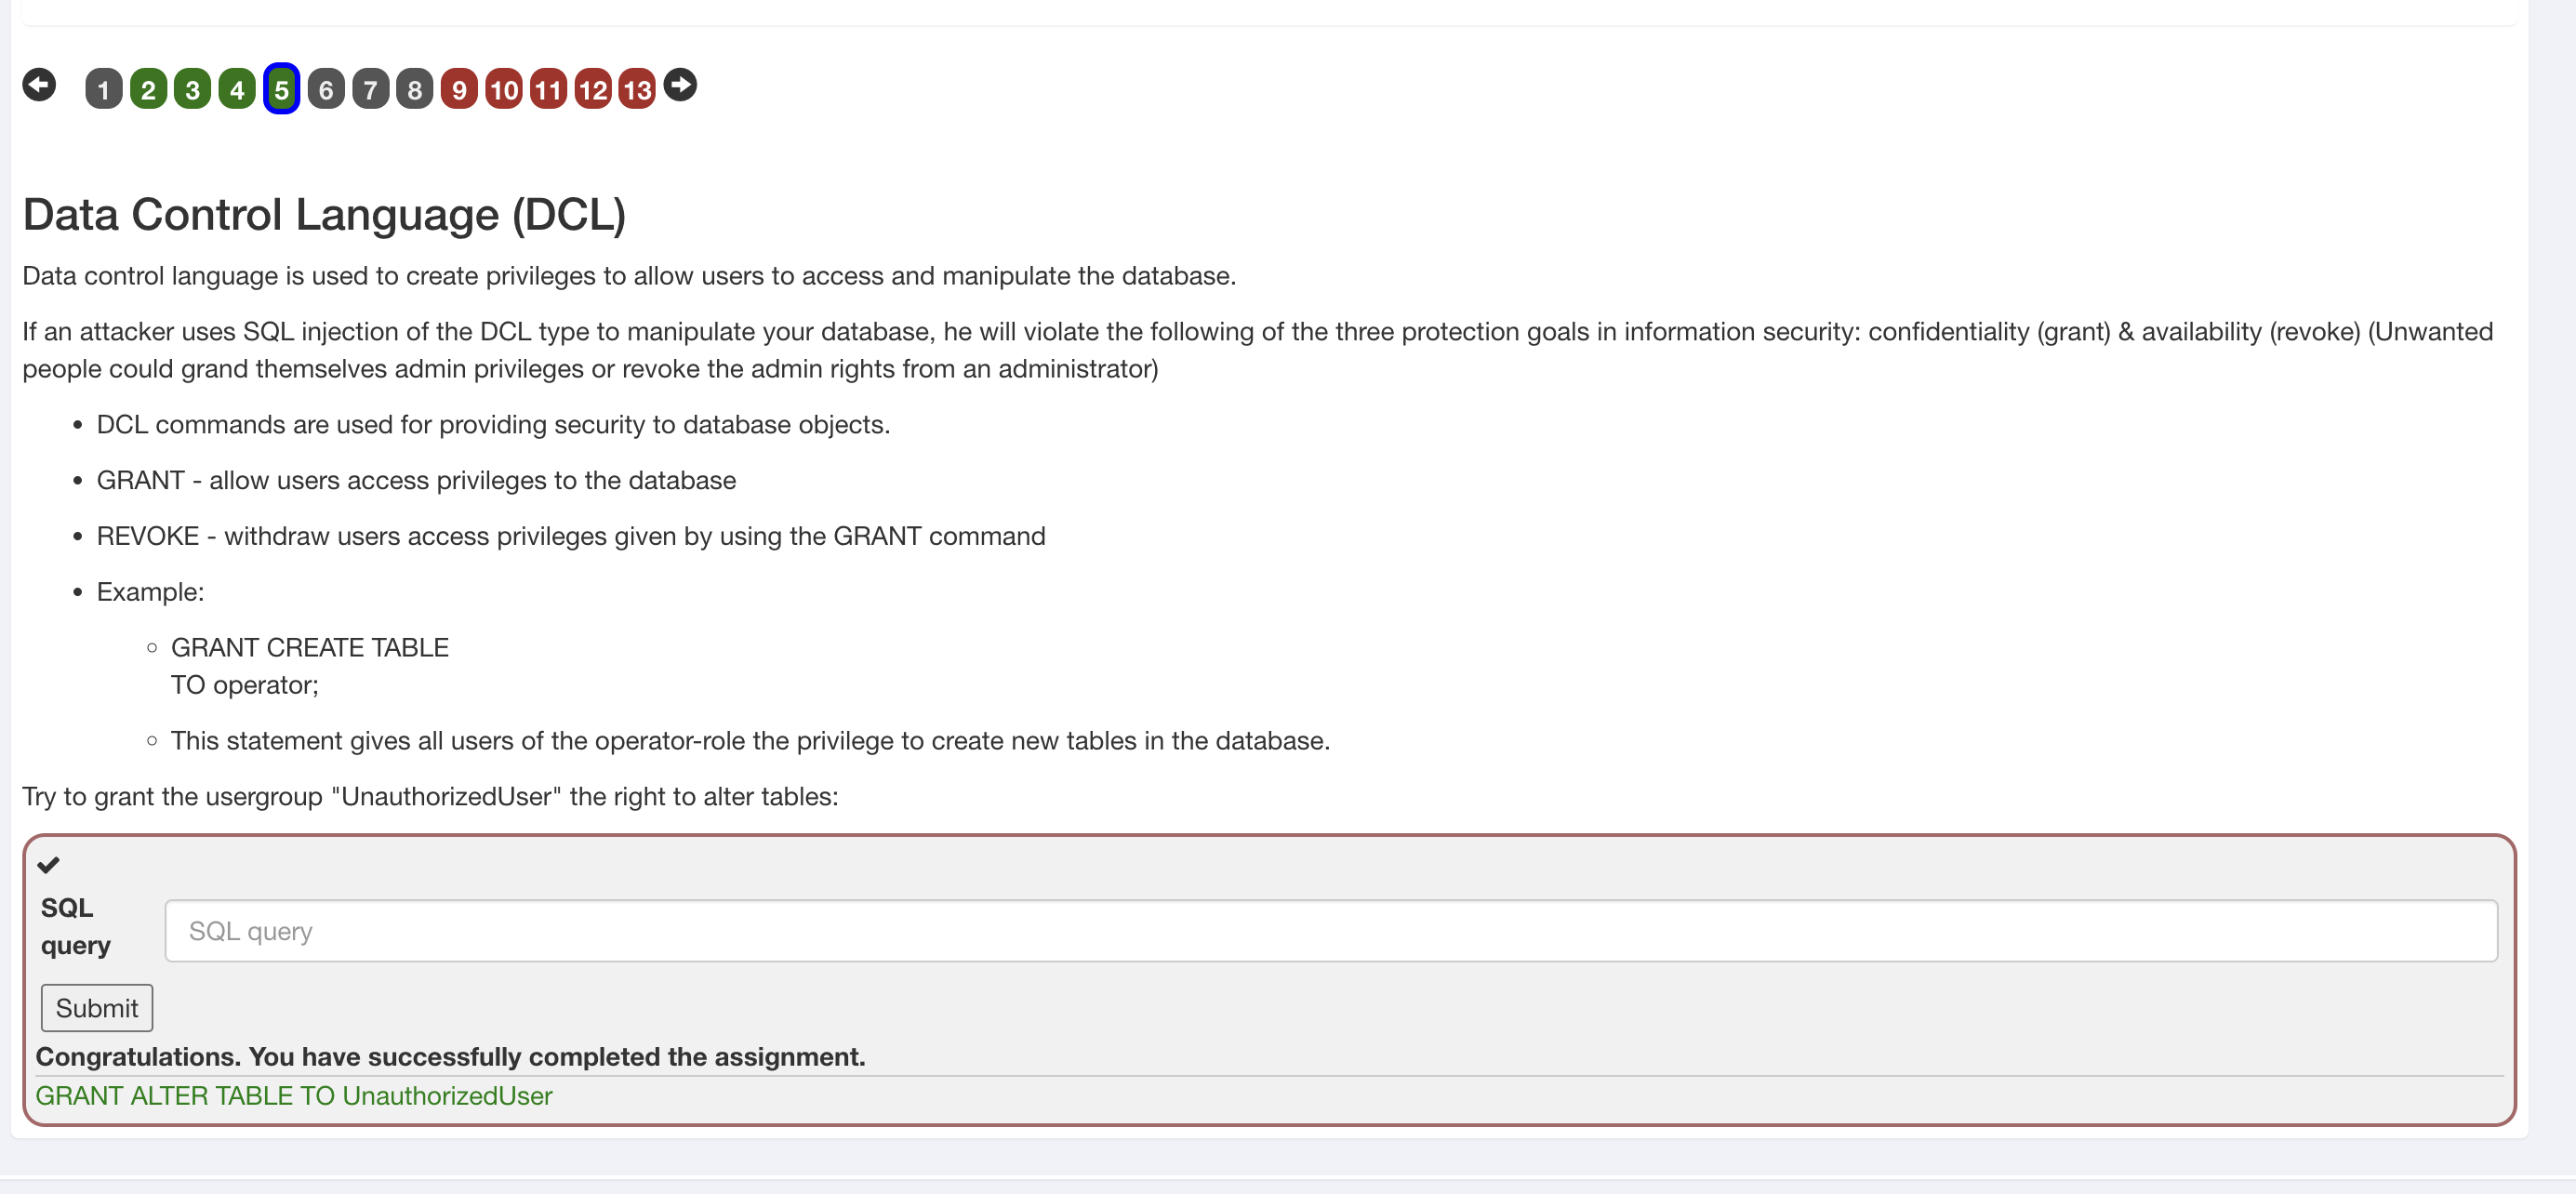 1 2 3 4 5 6 7 8 9 10 11 12 13
Data Control Language (DCL)
Data control language is used to create privileges to allow users to access and manipulate the database.
If an attacker uses SQL injection of the DCL type to manipulate your database, he will violate the following of the three protection goals in information security: confidentiality (grant) & availability (revoke) (Unwanted
people could grand themselves admin privileges or revoke the admin rights from an administrator)
• DCL commands are used for providing security to database objects.
• GRANT - allow users access privileges to the database
• REVOKE - withdraw users access privileges given by using the GRANT command
• Example:
◦ GRANT CREATE TABLE
TO operator;
◦ This statement gives all users of the operator-role the privilege to create new tables in the database.
Try to grant the usergroup "UnauthorizedUser" the right to alter tables:
SQL
query
SQL query
Submit
Congratulations. You have successfully completed the assignment.
GRANT ALTER TABLE TO UnauthorizedUser